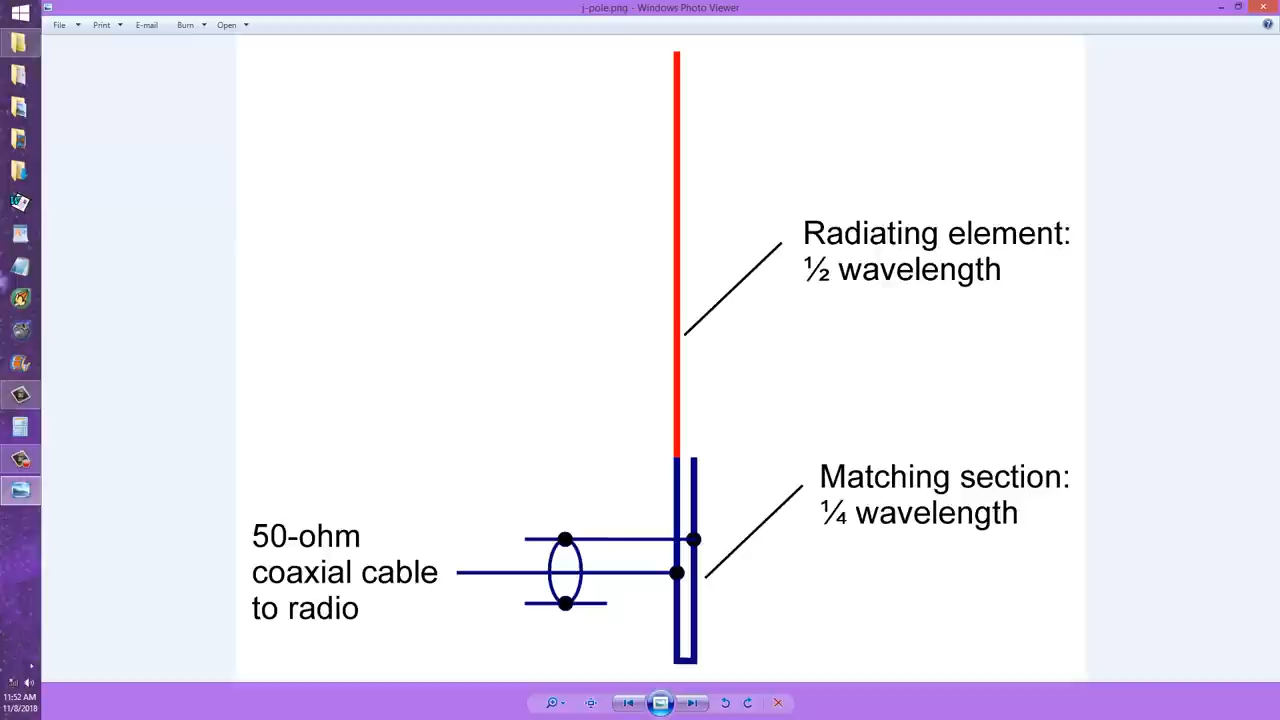 j-pole.png - Windows Photo Viewer
File Print E-mail Burn Open
Radiating element:
½ wavelength
Matching section:
¼ wavelength
50-ohm
coaxial cable
to radio
11:52 AM
11/8/2018